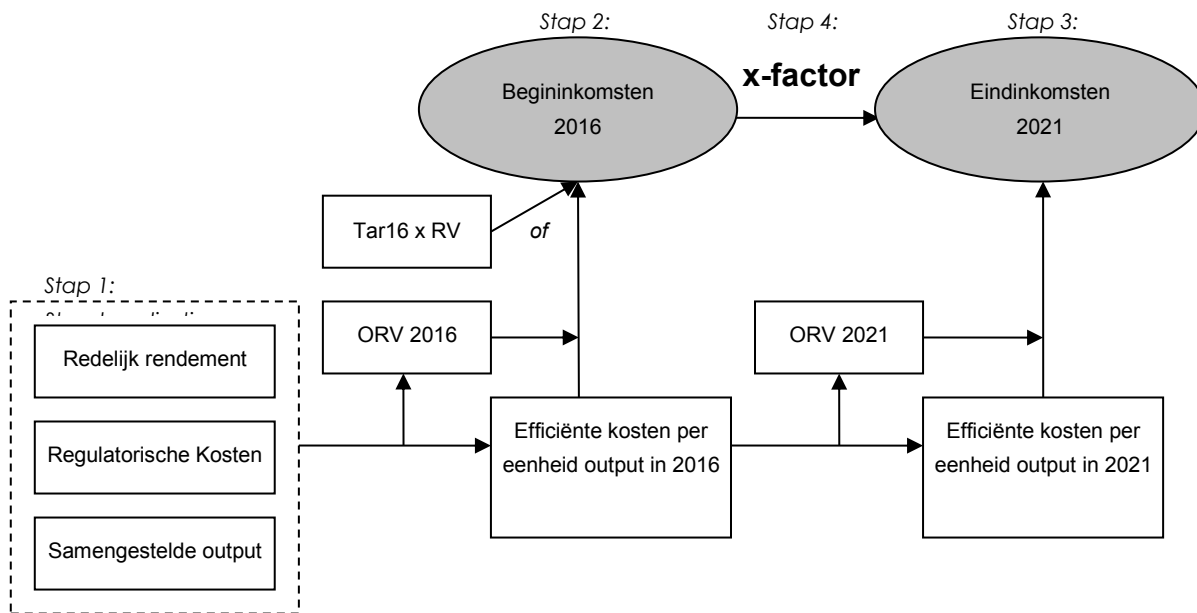 Stap 2:
Stap 4:
Stap 3:
Begininkomsten
2016
x-factor
Eindinkomsten
2021
Tar16 x RV
of
Stap 1:
Redelijk rendement
Regulatorische Kosten
Samengestelde output
ORV 2016
ORV 2021
Efficiënte kosten per
eenheid output in 2016
Efficiënte kosten per
eenheid output in 2021